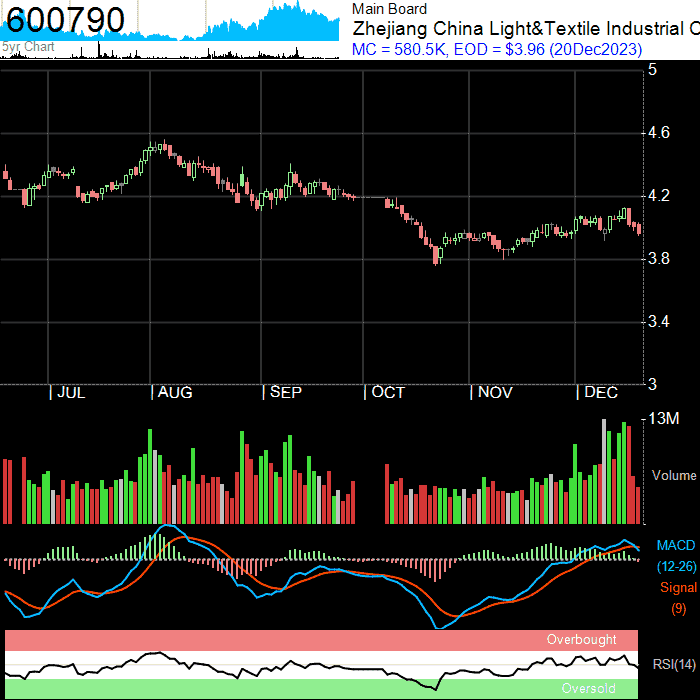 600790
5yr Chart
Main Board
Zhejiang China Light&Textile Industrial C
MC = 580.5K, EOD = $3.96 (20Dec2023)
5
4.6
4.2
3.8
3.4
3
| JUL | AUG | SEP | OCT | NOV | DEC
13M
Volume
MACD
(12-26)
Signal
(9)
Overbought
RSI(14)
Oversold